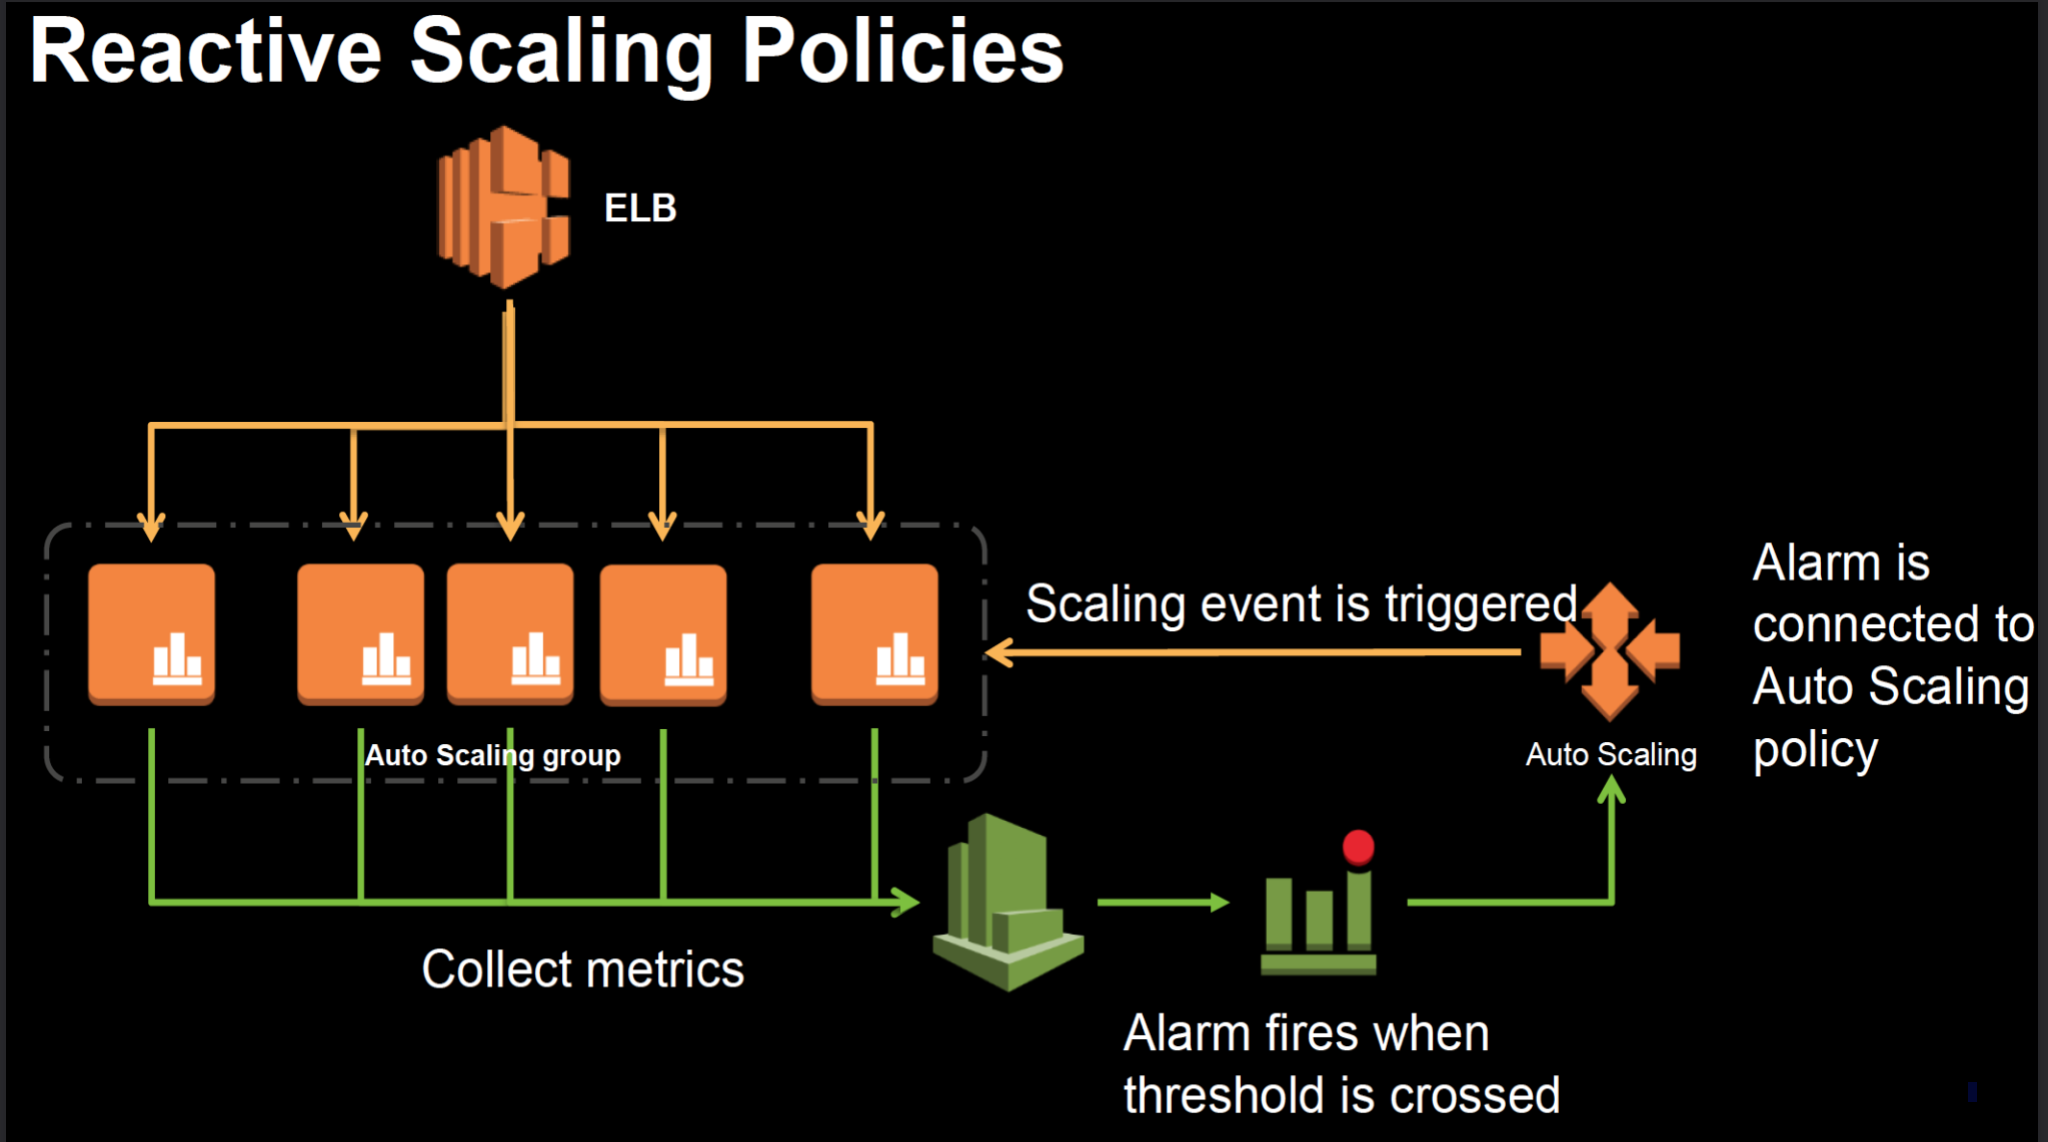 Reactive Scaling Policies
ELB
Scaling event is triggered
Alarm is
connected to
Auto Scaling
policy
Auto Scaling group
Auto Scaling
Collect metrics
Alarm fires when
threshold is crossed